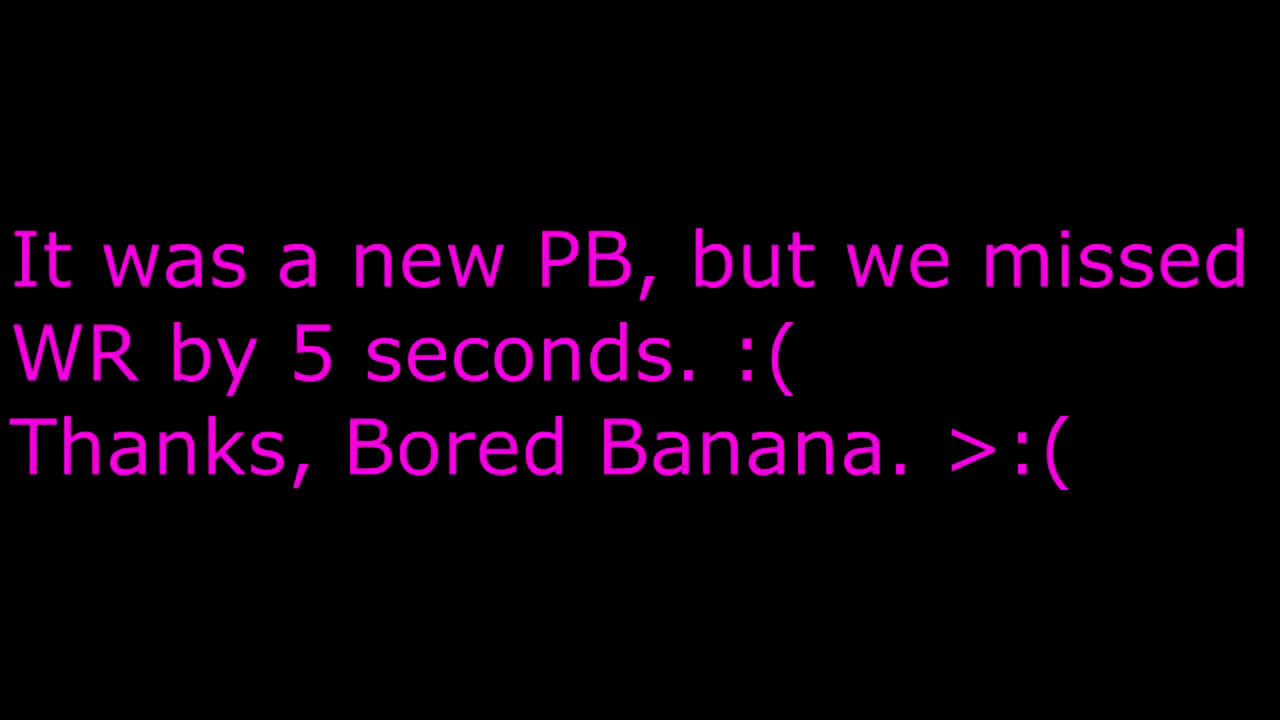 It was a new PB, but we missed
WR by 5 seconds. :(
Thanks, Bored Banana. >:(